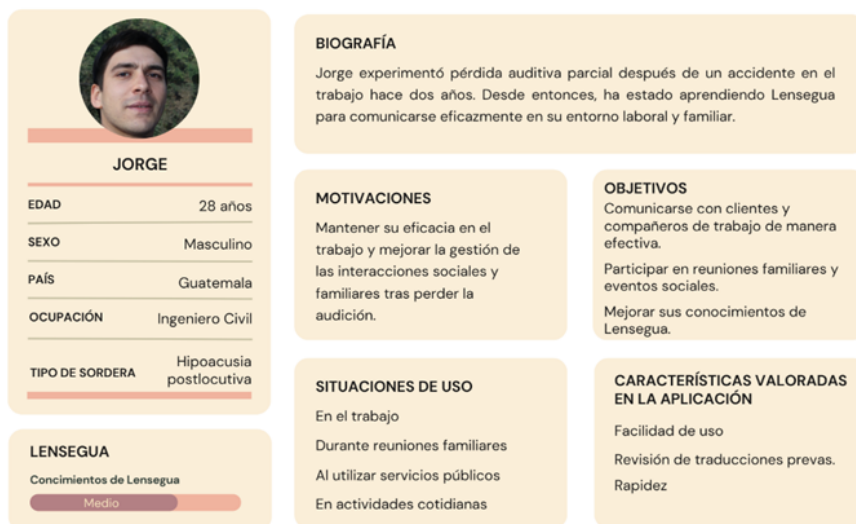 JORGE
EDAD 28 años
SEXO Masculino
PAÍS Guatemala
OCUPACIÓN Ingeniero Civil
TIPO DE SORDERA Hipoacusia
postlocutiva
LENSEGUA
Concimientos de Lensegua
Medio
BIOGRAFÍA
Jorge experimentó pérdida auditiva parcial después de un accidente en el
trabajo hace dos años. Desde entonces, ha estado aprendiendo Lensegua
para comunicarse eficazmente en su entorno laboral y familiar.
MOTIVACIONES
Mantener su eficacia en el
trabajo y mejorar la gestión de
las interacciones sociales y
familiares tras perder la
audición.
OBJETIVOS
Comunicarse con clientes y
compañeros de trabajo de manera
efectiva.
Participar en reuniones familiares y
eventos sociales.
Mejorar sus conocimientos de
Lensegua.
SITUACIONES DE USO
En el trabajo
Durante reuniones familiares
Al utilizar servicios públicos
En actividades cotidianas
CARACTERÍSTICAS VALORADAS
EN LA APLICACIÓN
Facilidad de uso
Revisión de traducciones prevas.
Rapidez